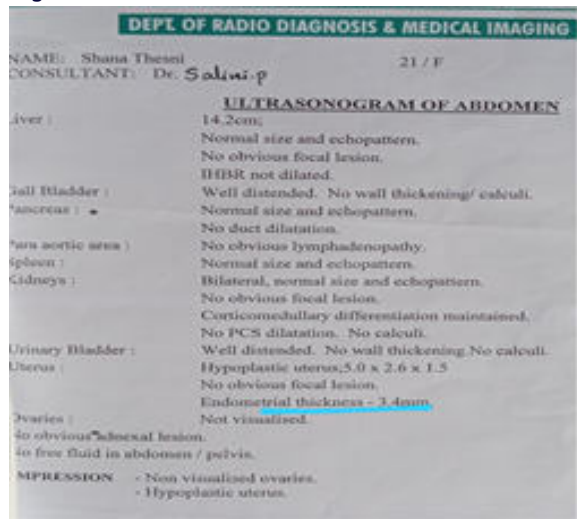 DEPT. OF RADIO DIAGNOSIS & MEDICAL IMAGING
NAME: Shana Thesni 21 / F
CONSULTANT: Dr. Salini.p
ULTRASONOGRAM OF ABDOMEN
Liver : 14.2cm;
Normal size and echopattern.
No obvious focal lesion.
IHBR not dilated.
Gall Bladder : Well distended. No wall thickening/ calculi.
Pancreas : Normal size and echopattern.
No duct dilatation.
Para aortic area : No obvious lymphadenopathy.
Spleen : Normal size and echopattern.
Kidneys : Bilateral, normal size and echopattern.
No obvious focal lesion.
Corticomedullary differentiation maintained.
No PCS dilatation. No calculi.
Urinary Bladder : Well distended. No wall thickening.No calculi.
Uterus : Hypoplastic uterus,5.0 x 2.6 x 1.5
No obvious focal lesion.
Endometrial thickness - 3.4mm.
Ovaries : Not visualised.
No obvious adnexal lesion.
No free fluid in abdomen / pelvis.
IMPRESSION - Non visualised ovaries.
- Hypoplastic uterus.